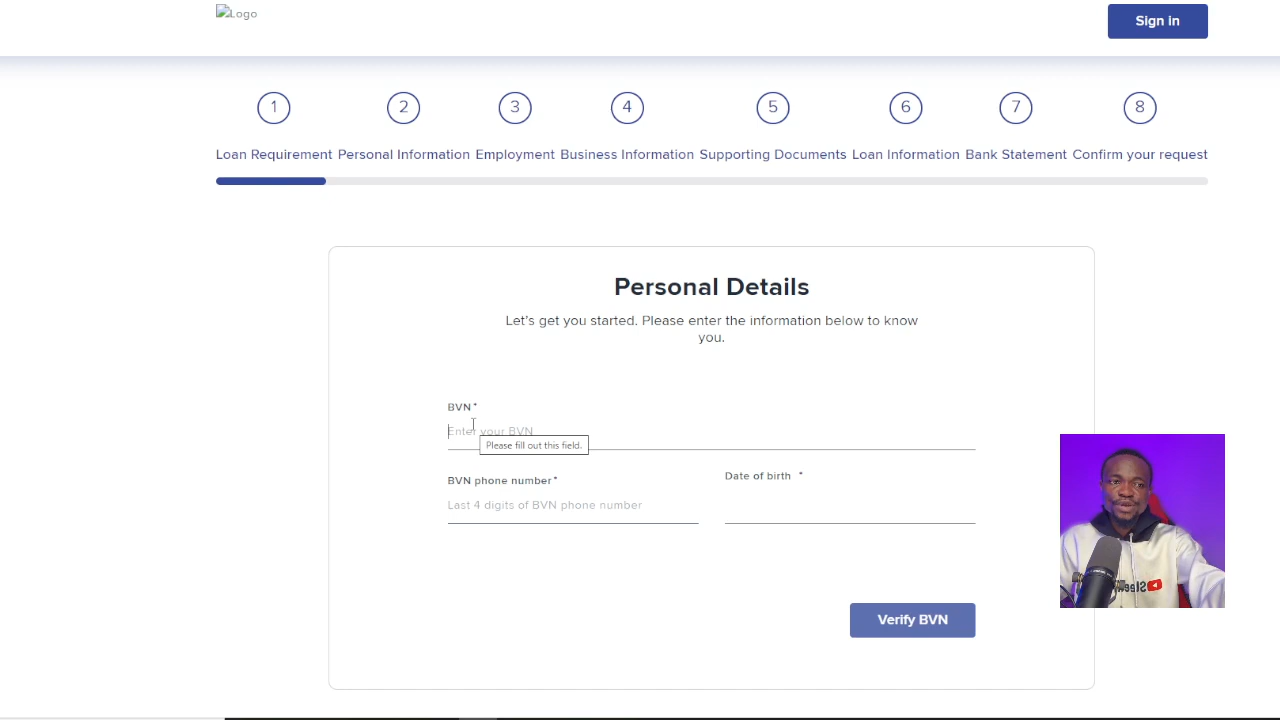 Logo
Sign in
1 2 3 4 5 6 7 8
Loan Requirement Personal Information Employment Business Information Supporting Documents Loan Information Bank Statement Confirm your request
Personal Details
Let’s get you started. Please enter the information below to know
you.
BVN*
Enter your BVN
Please fill out this field.
BVN phone number* Date of birth *
Last 4 digits of BVN phone number
Verify BVN